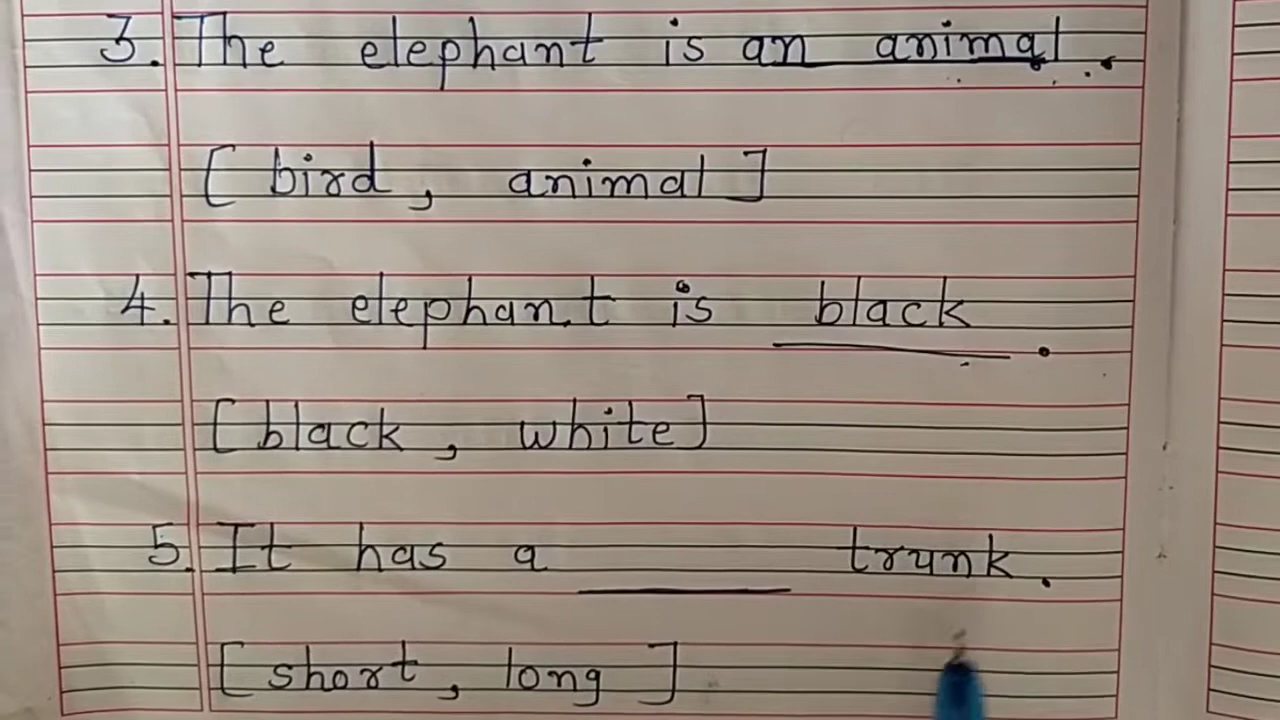 3. The elephant is an animal.
[ bird, animal ]
4. The elephant is black.
[ black, white ]
5. It has a ______ trunk.
[ short, long ]